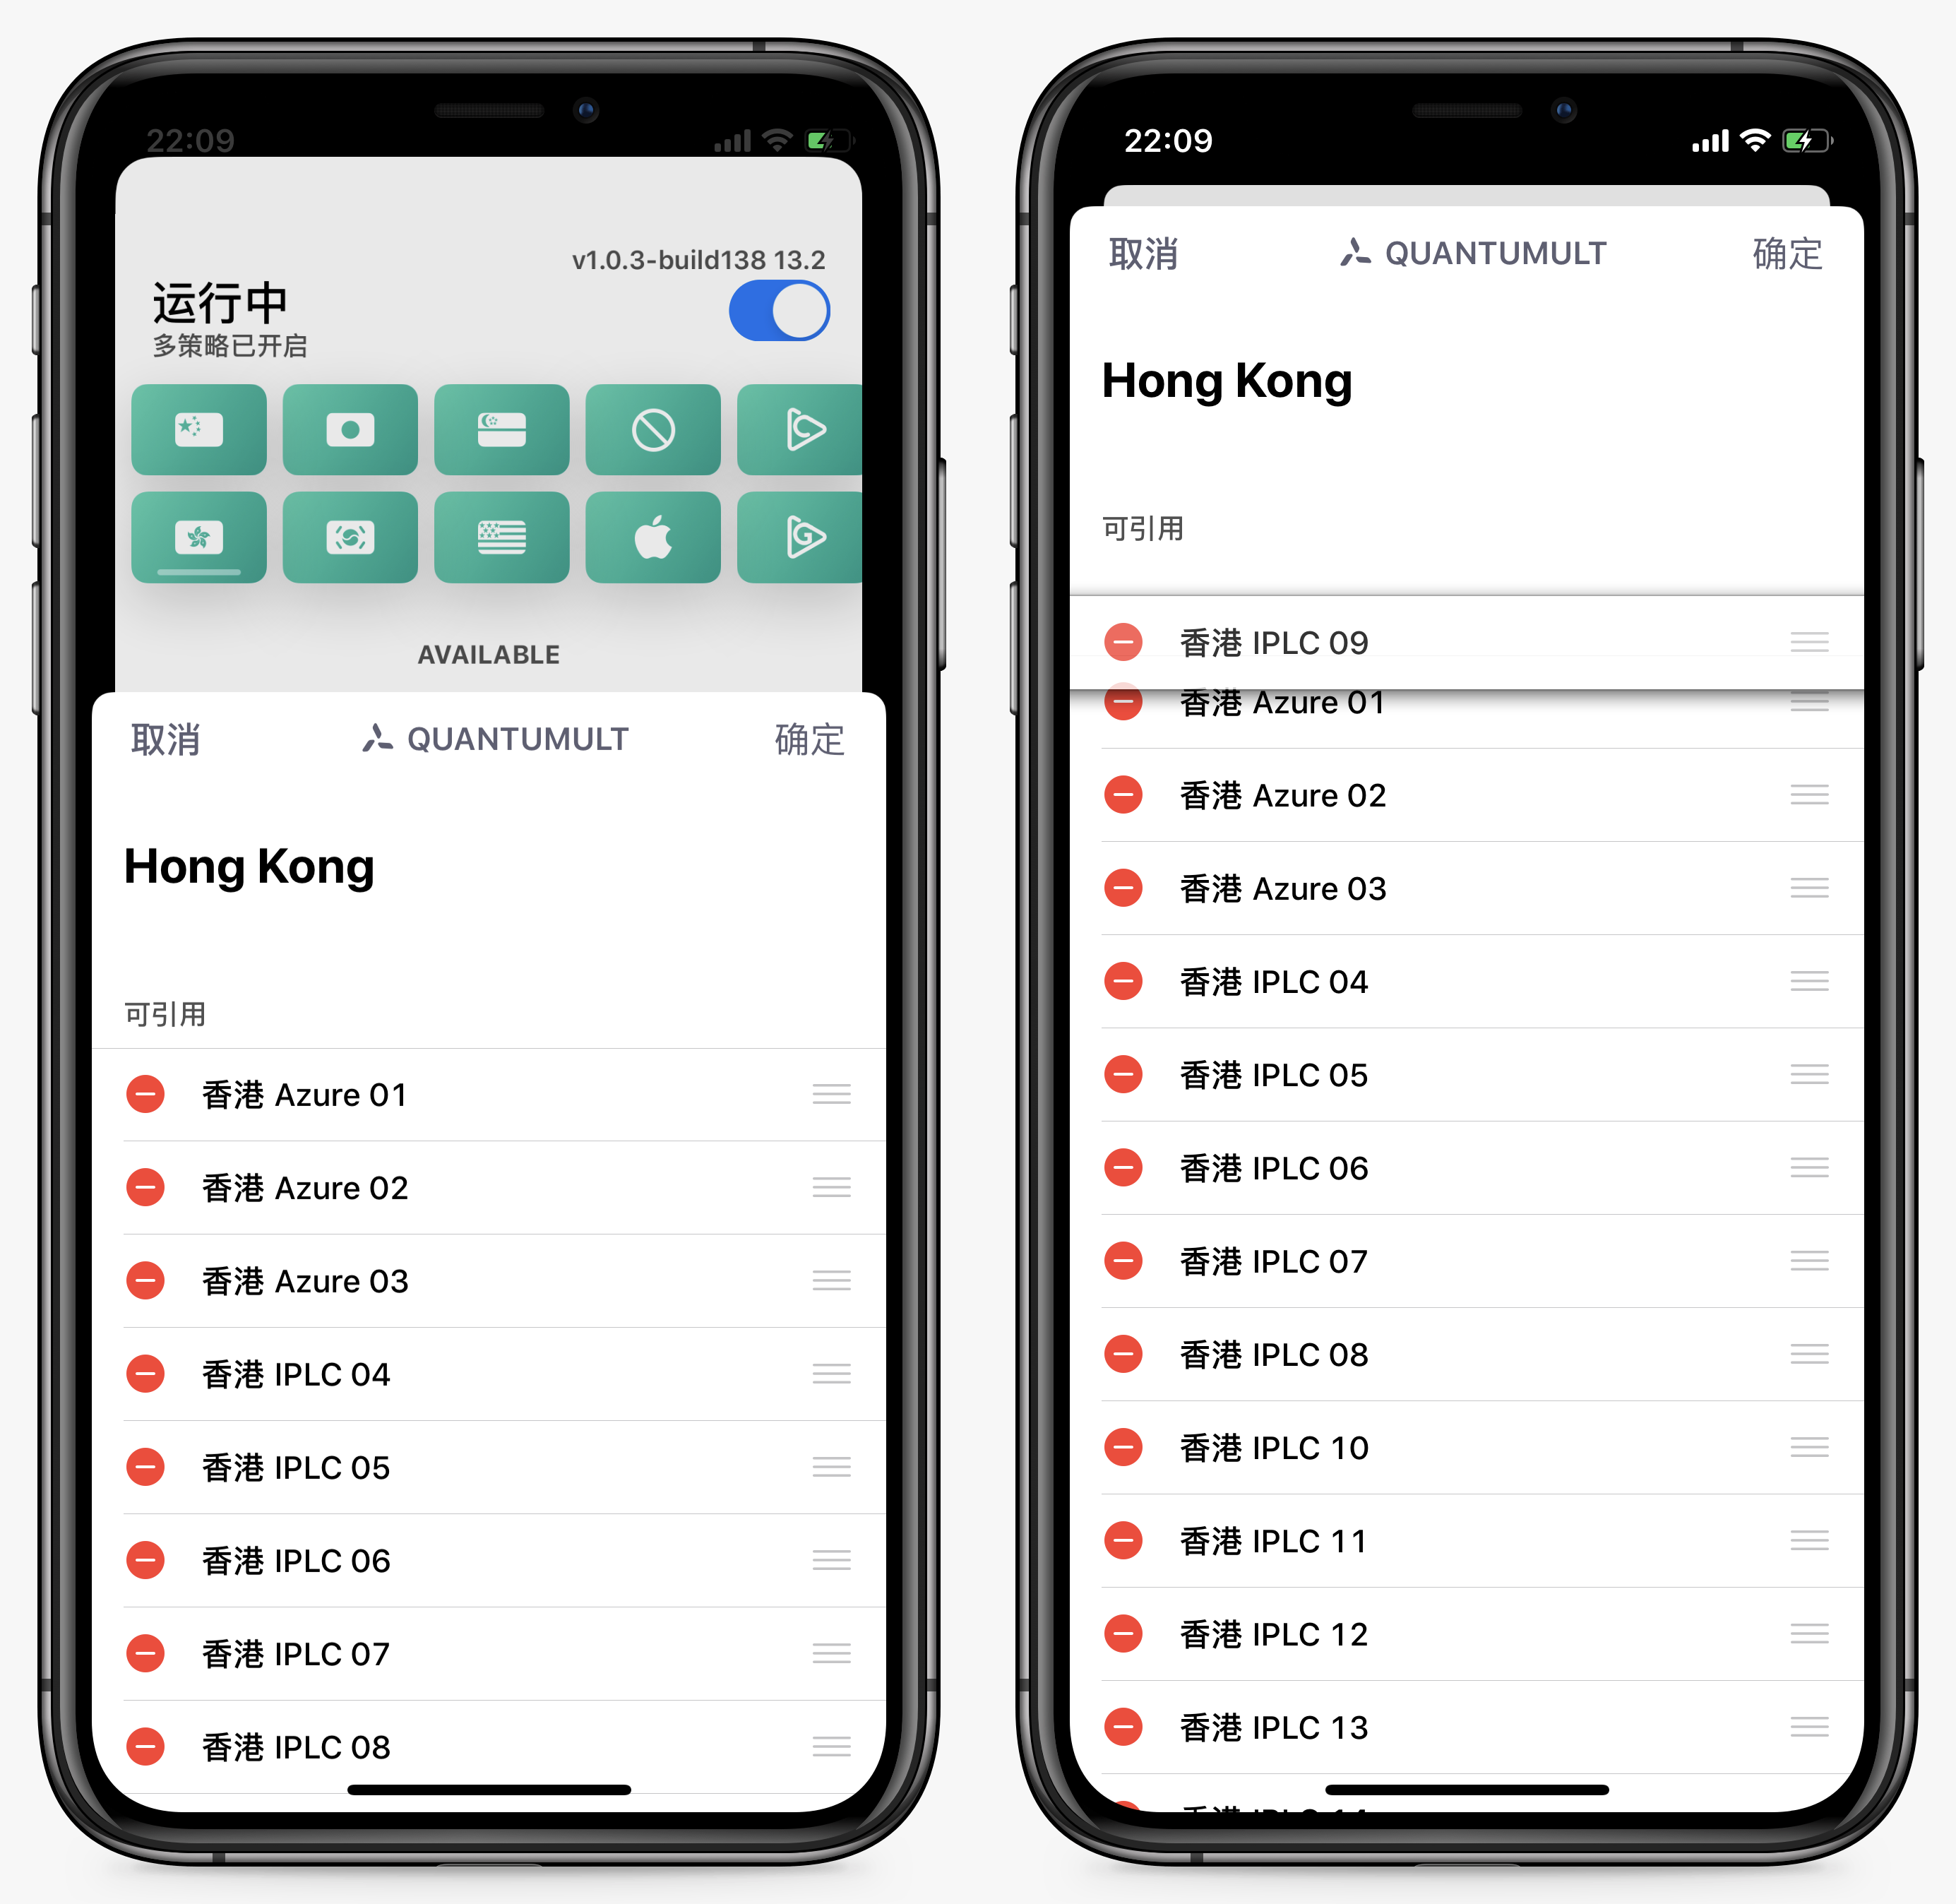 22:09
v1.0.3-build138 13.2
运行中
多策略已开启
C
G
AVAILABLE
取消
QUANTUMULT
确定
Hong Kong
可引用
香港 Azure 01
香港 Azure 02
香港 Azure 03
香港 IPLC 04
香港 IPLC 05
香港 IPLC 06
香港 IPLC 07
香港 IPLC 08
22:09
取消
QUANTUMULT
确定
Hong Kong
可引用
香港 IPLC 09
香港 Azure 01
香港 Azure 02
香港 Azure 03
香港 IPLC 04
香港 IPLC 05
香港 IPLC 06
香港 IPLC 07
香港 IPLC 08
香港 IPLC 10
香港 IPLC 11
香港 IPLC 12
香港 IPLC 13
香港 IPLC 14